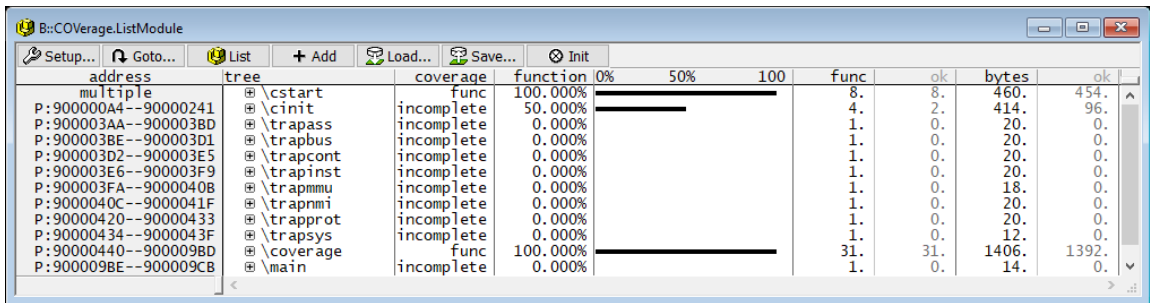 B::COVerage.ListModule
Setup... Goto... List + Add Load... Save... Init
address tree coverage function 0% 50% 100 func ok bytes ok
multiple \cstart func 100.000% 8. 8. 460. 454.
P:900000A4--90000241 \cinit incomplete 50.000% 4. 2. 414. 96.
P:900003AA--900003BD \trapass incomplete 0.000% 1. 0. 20. 0.
P:900003BE--900003D1 \trapbus incomplete 0.000% 1. 0. 20. 0.
P:900003D2--900003E5 \trapcont incomplete 0.000% 1. 0. 20. 0.
P:900003E6--900003F9 \trapinst incomplete 0.000% 1. 0. 20. 0.
P:900003FA--9000040B \trapmmu incomplete 0.000% 1. 0. 18. 0.
P:9000040C--9000041F \trapnmi incomplete 0.000% 1. 0. 20. 0.
P:90000420--90000433 \trapprot incomplete 0.000% 1. 0. 20. 0.
P:90000434--9000043F \trapsys incomplete 0.000% 1. 0. 12. 0.
P:90000440--900009BD \coverage func 100.000% 31. 31. 1406. 1392.
P:900009BE--900009CB \main incomplete 0.000% 1. 0. 14. 0.